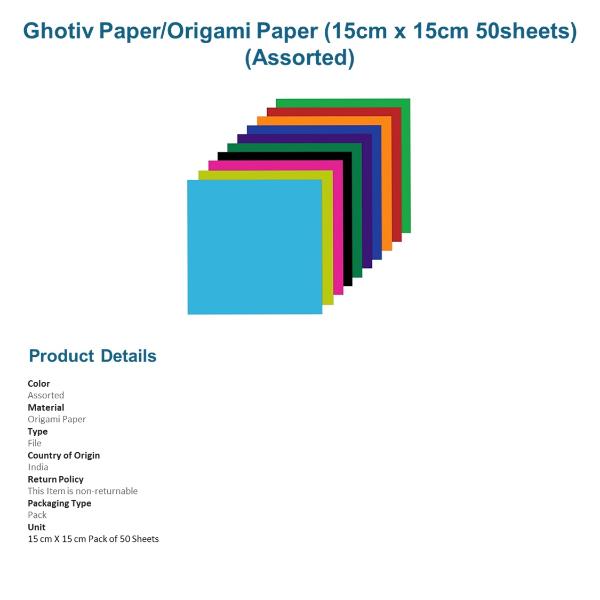 Ghotiv Paper/Origami Paper (15cm x 15cm 50sheets)
(Assorted)
Product Details
Color
Assorted
Material
Origami Paper
Type
File
Country of Origin
India
Return Policy
This Item is non-returnable
Packaging Type
Pack
Unit
15 cm X 15 cm Pack of 50 Sheets